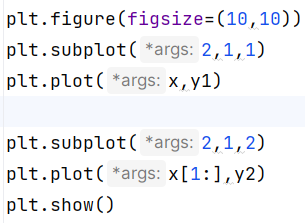 plt.figure(figsize=(10,10))
plt.subplot( *args: 2,1,1)
plt.plot( *args: x,y1)
plt.subplot( *args: 2,1,2)
plt.plot( *args: x[1:],y2)
plt.show()